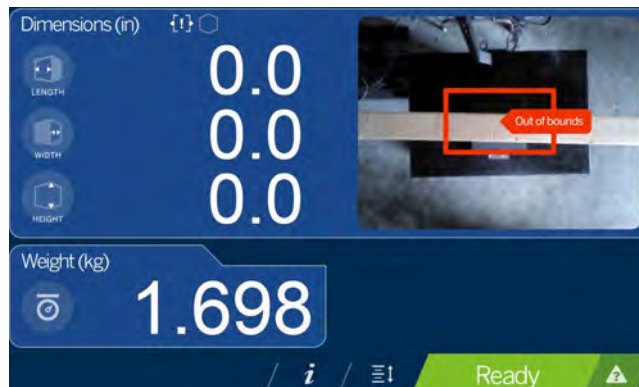 Dimensions (in) {!}
LENGTH 0.0
WIDTH 0.0
HEIGHT 0.0
Out of bounds
Weight (kg)
1.698
i
Ready
?